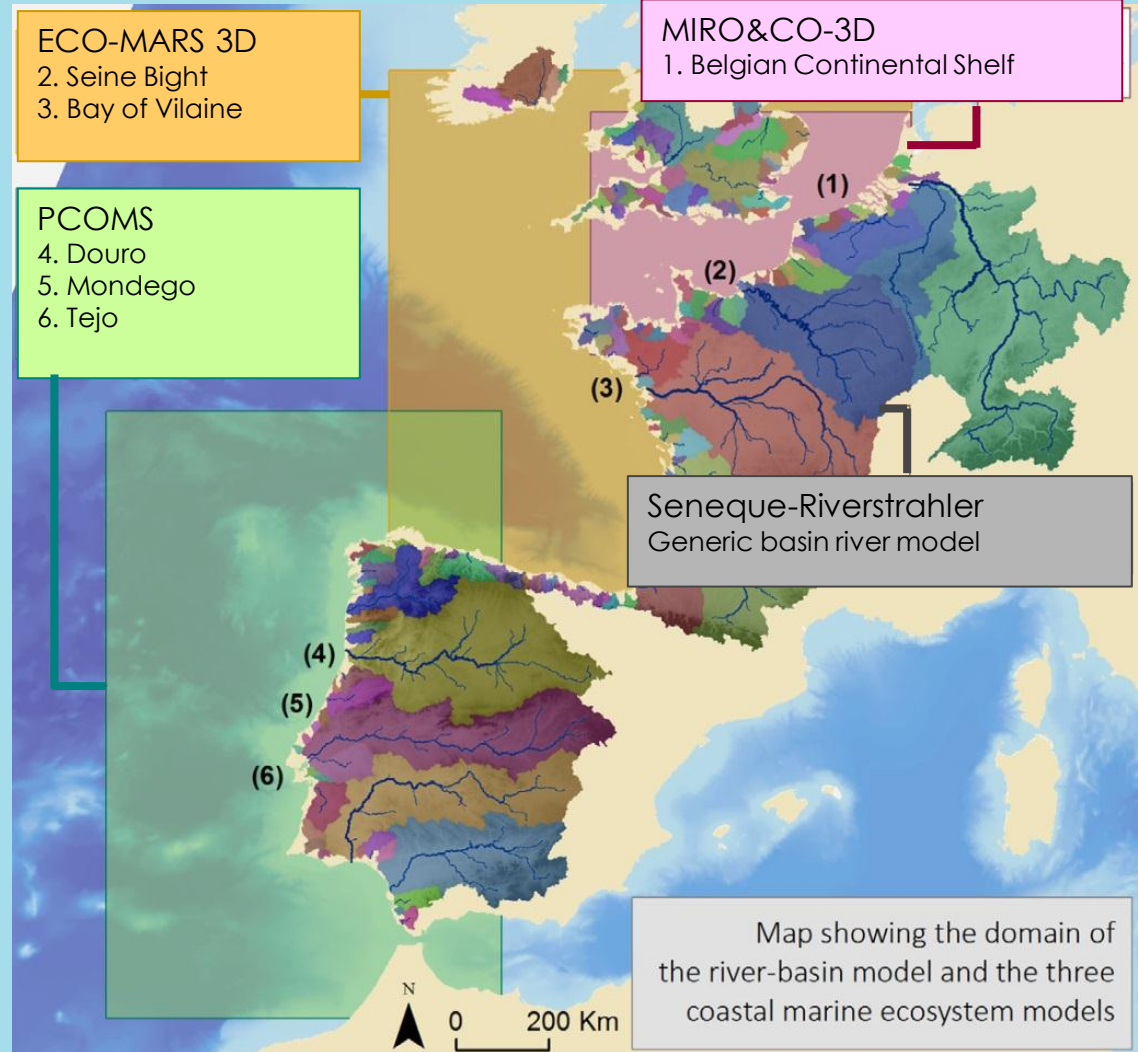 ECO-MARS 3D
2. Seine Bight
3. Bay of Vilaine
MIRO&CO-3D
1. Belgian Continental Shelf
PCOMS
4. Douro
5. Mondego
6. Tejo
(1)
(2)
(3)
Seneque-Riverstrahler
Generic basin river model
(4)
(5)
(6)
Map showing the domain of
the river-basin model and the three
coastal marine ecosystem models
N
0 200 Km